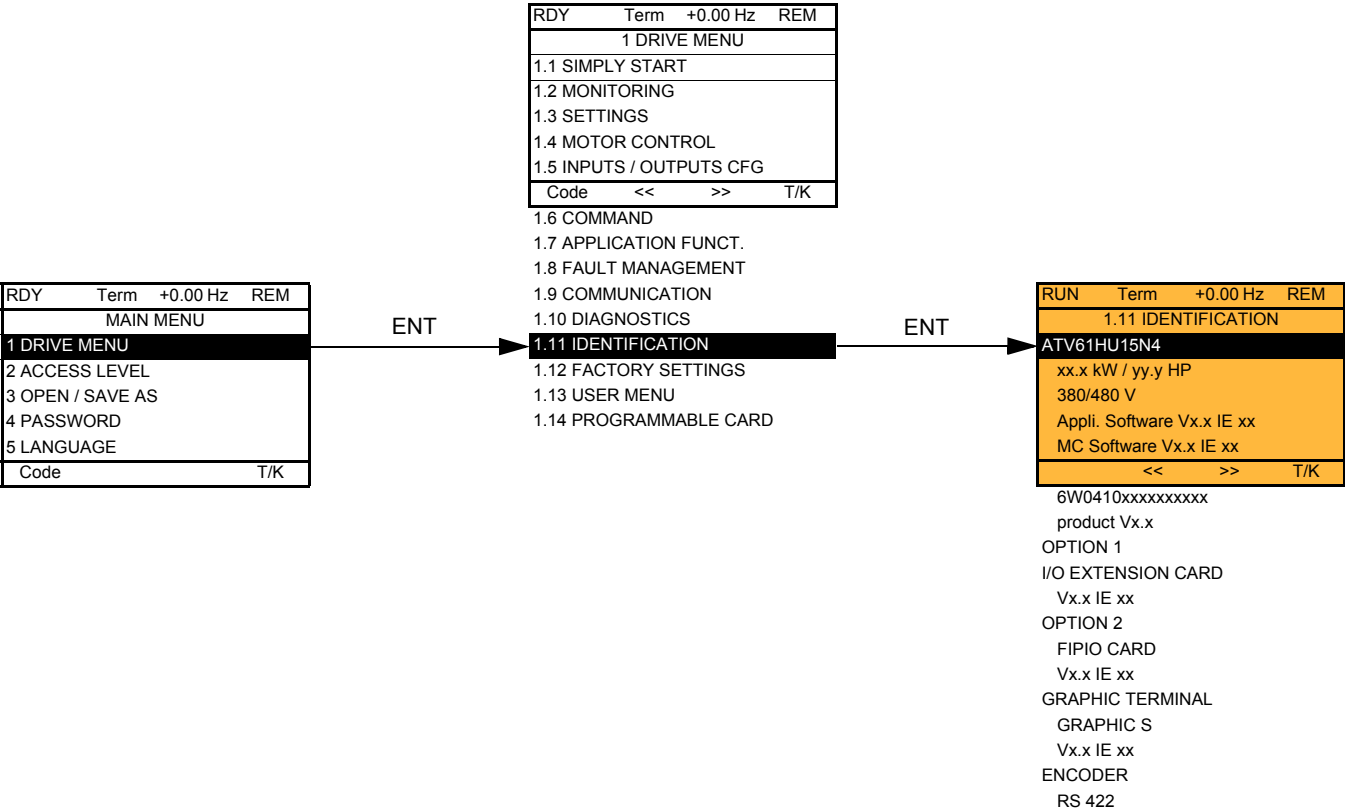 RDY Term +0.00 Hz REM
1 DRIVE MENU
1.1 SIMPLY START
1.2 MONITORING
1.3 SETTINGS
1.4 MOTOR CONTROL
1.5 INPUTS / OUTPUTS CFG
Code << >> T/K
1.6 COMMAND
1.7 APPLICATION FUNCT.
1.8 FAULT MANAGEMENT
1.9 COMMUNICATION
1.10 DIAGNOSTICS
1.11 IDENTIFICATION
1.12 FACTORY SETTINGS
1.13 USER MENU
1.14 PROGRAMMABLE CARD
RDY Term +0.00 Hz REM
MAIN MENU
1 DRIVE MENU
2 ACCESS LEVEL
3 OPEN / SAVE AS
4 PASSWORD
5 LANGUAGE
Code T/K
ENT
ENT
RUN Term +0.00 Hz REM
1.11 IDENTIFICATION
ATV61HU15N4
xx.x kW / yy.y HP
380/480 V
Appli. Software Vx.x IE xx
MC Software Vx.x IE xx
<< >> T/K
6W0410xxxxxxxxxx
product Vx.x
OPTION 1
I/O EXTENSION CARD
Vx.x IE xx
OPTION 2
FIPIO CARD
Vx.x IE xx
GRAPHIC TERMINAL
GRAPHIC S
Vx.x IE xx
ENCODER
RS 422